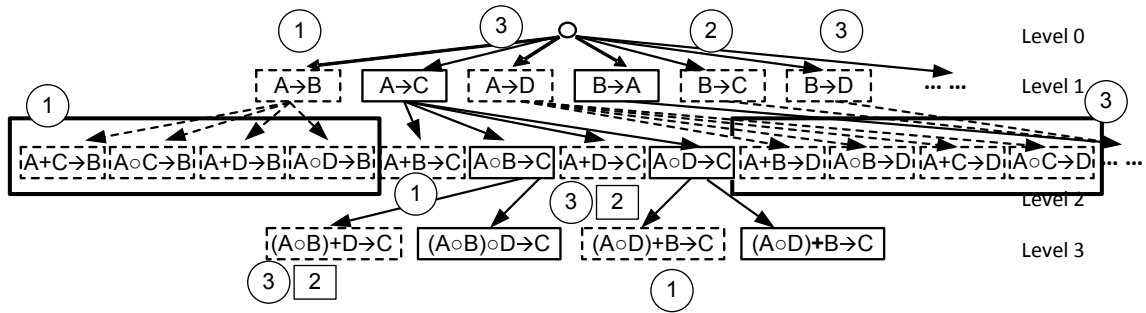 1 3 2 3 Level 0
A→B A→C A→D B→A B→C B→D ... ... Level 1
1 3
A+C→B A○C→B A+D→B A○D→B A+B→C A○B→C A+D→C A○D→C A+B→D A○B→D A+C→D A○C→D ... ...
1 3 2 Level 2
(A○B)+D→C (A○B)○D→C (A○D)+B→C (A○D)+B→C Level 3
3 2 1